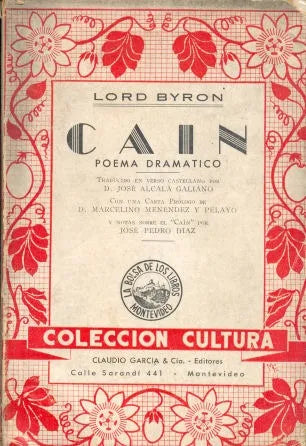 LORD BYRON
CAIN
POEMA DRAMATICO
TRADUCIDO EN VERSO CASTELLANO POR
D. JOSÉ ALCALÁ GALIANO
CON UNA CARTA PRÓLOGO DE
D. MARCELINO MENENDEZ Y PELAYO
Y NOTAS SOBRE EL "CAÍN" POR
JOSE PEDRO DIAZ
LA BOLSA DE LOS LIBROS
MONTEVIDEO
COLECCION CULTURA
CLAUDIO GARCIA & Cía. - Editores
Calle Sarandí 441 - Montevideo